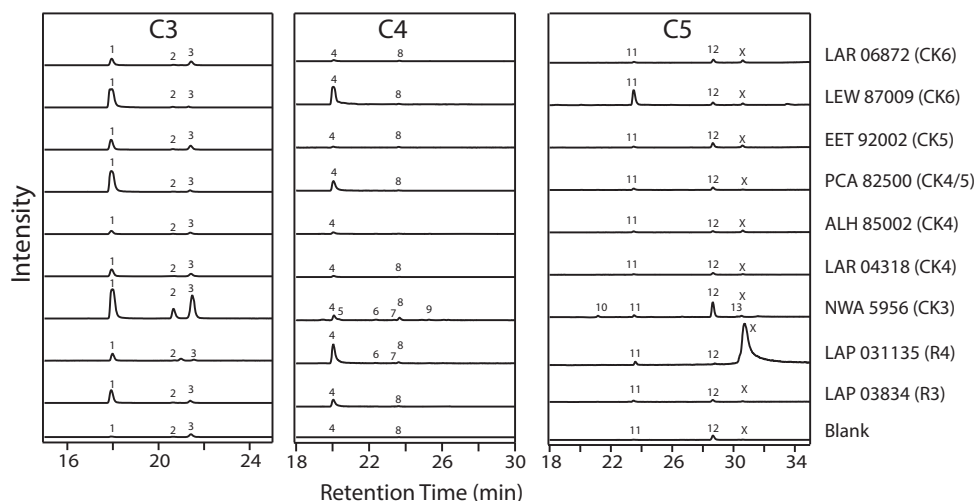 C3 C4 C5
1 2 3 4 8 11 12 X LAR 06872 (CK6)
1 2 3 4 8 11 12 X LEW 87009 (CK6)
1 2 3 4 8 11 12 X EET 92002 (CK5)
1 2 3 4 8 11 12 X PCA 82500 (CK4/5)
1 2 3 4 11 12 X ALH 85002 (CK4)
1 2 3 4 8 11 12 X LAR 04318 (CK4)
1 2 3 4 5 6 7 8 9 10 11 12 13 X NWA 5956 (CK3)
1 2 3 4 6 7 8 11 12 X LAP 031135 (R4)
1 2 3 4 8 11 12 X LAP 03834 (R3)
1 2 3 4 8 11 12 X Blank
Intensity
16 20 24 18 22 26 30 18 22 26 30 34
Retention Time (min)